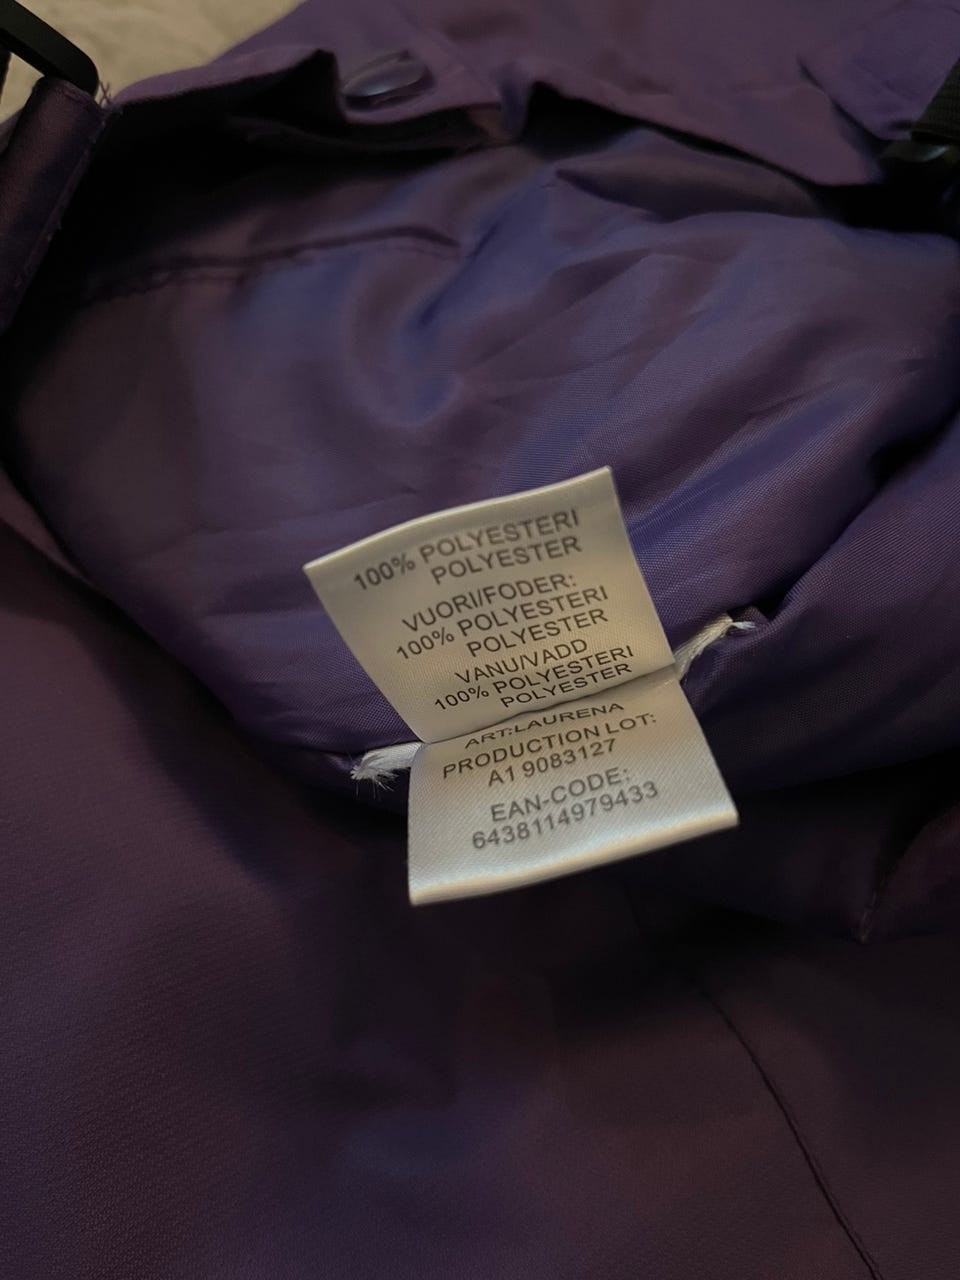 100% POLYESTERI
POLYESTER
VUORI/FODER:
100% POLYESTERI
POLYESTER
VANU/VADD
100% POLYESTERI
POLYESTER
ART:LAURENA
PRODUCTION LOT:
A1 9083127
EAN-CODE:
6438114979433